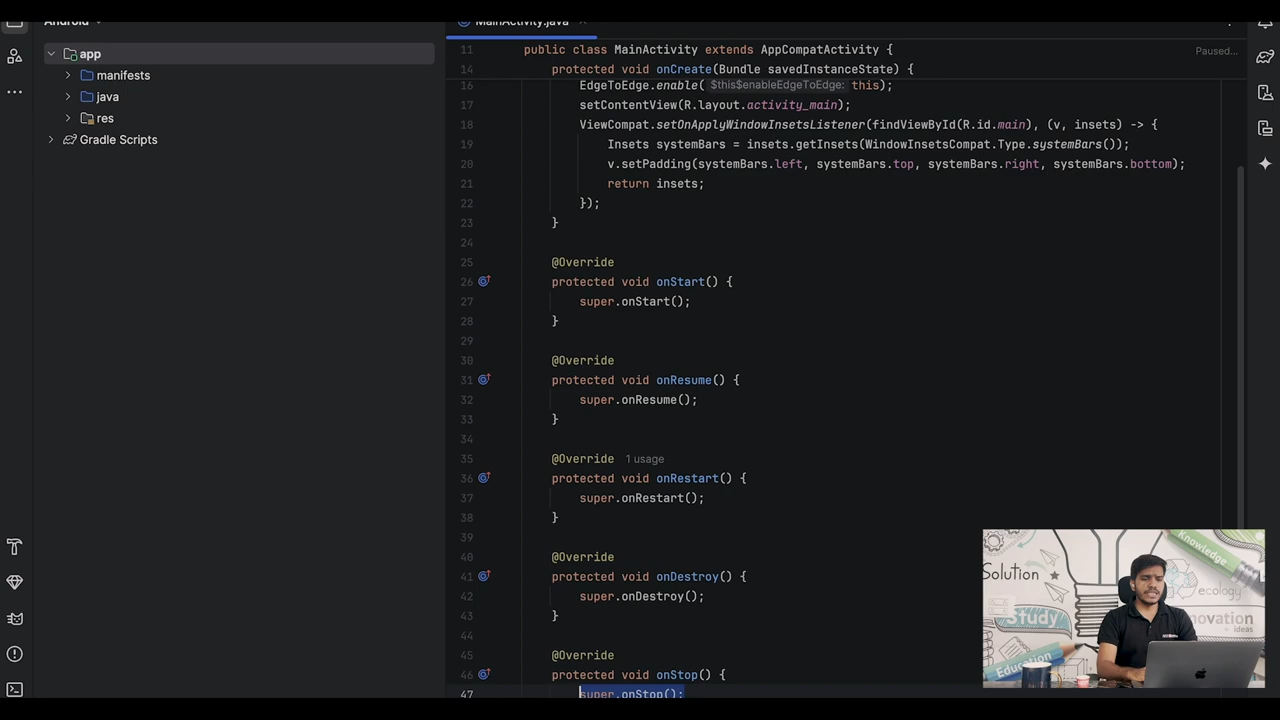 Android
MainActivity.java
app
manifests
java
res
Gradle Scripts
Paused...
11 public class MainActivity extends AppCompatActivity {
14 protected void onCreate(Bundle savedInstanceState) {
16 EdgeToEdge.enable( $this$enableEdgeToEdge: this);
17 setContentView(R.layout.activity_main);
18 ViewCompat.setOnApplyWindowInsetsListener(findViewById(R.id.main), (v, insets) -> {
19 Insets systemBars = insets.getInsets(WindowInsetsCompat.Type.systemBars());
20 v.setPadding(systemBars.left, systemBars.top, systemBars.right, systemBars.bottom);
21 return insets;
22 });
23 }
24
25 @Override
26 protected void onStart() {
27 super.onStart();
28 }
29
30 @Override
31 protected void onResume() {
32 super.onResume();
33 }
34
35 @Override 1 usage
36 protected void onRestart() {
37 super.onRestart();
38 }
39
40 @Override
41 protected void onDestroy() {
42 super.onDestroy();
43 }
44
45 @Override
46 protected void onStop() {
47 super.onStop();
Knowledge
Solution
ecology
Study
innovation
+ ideas
Education